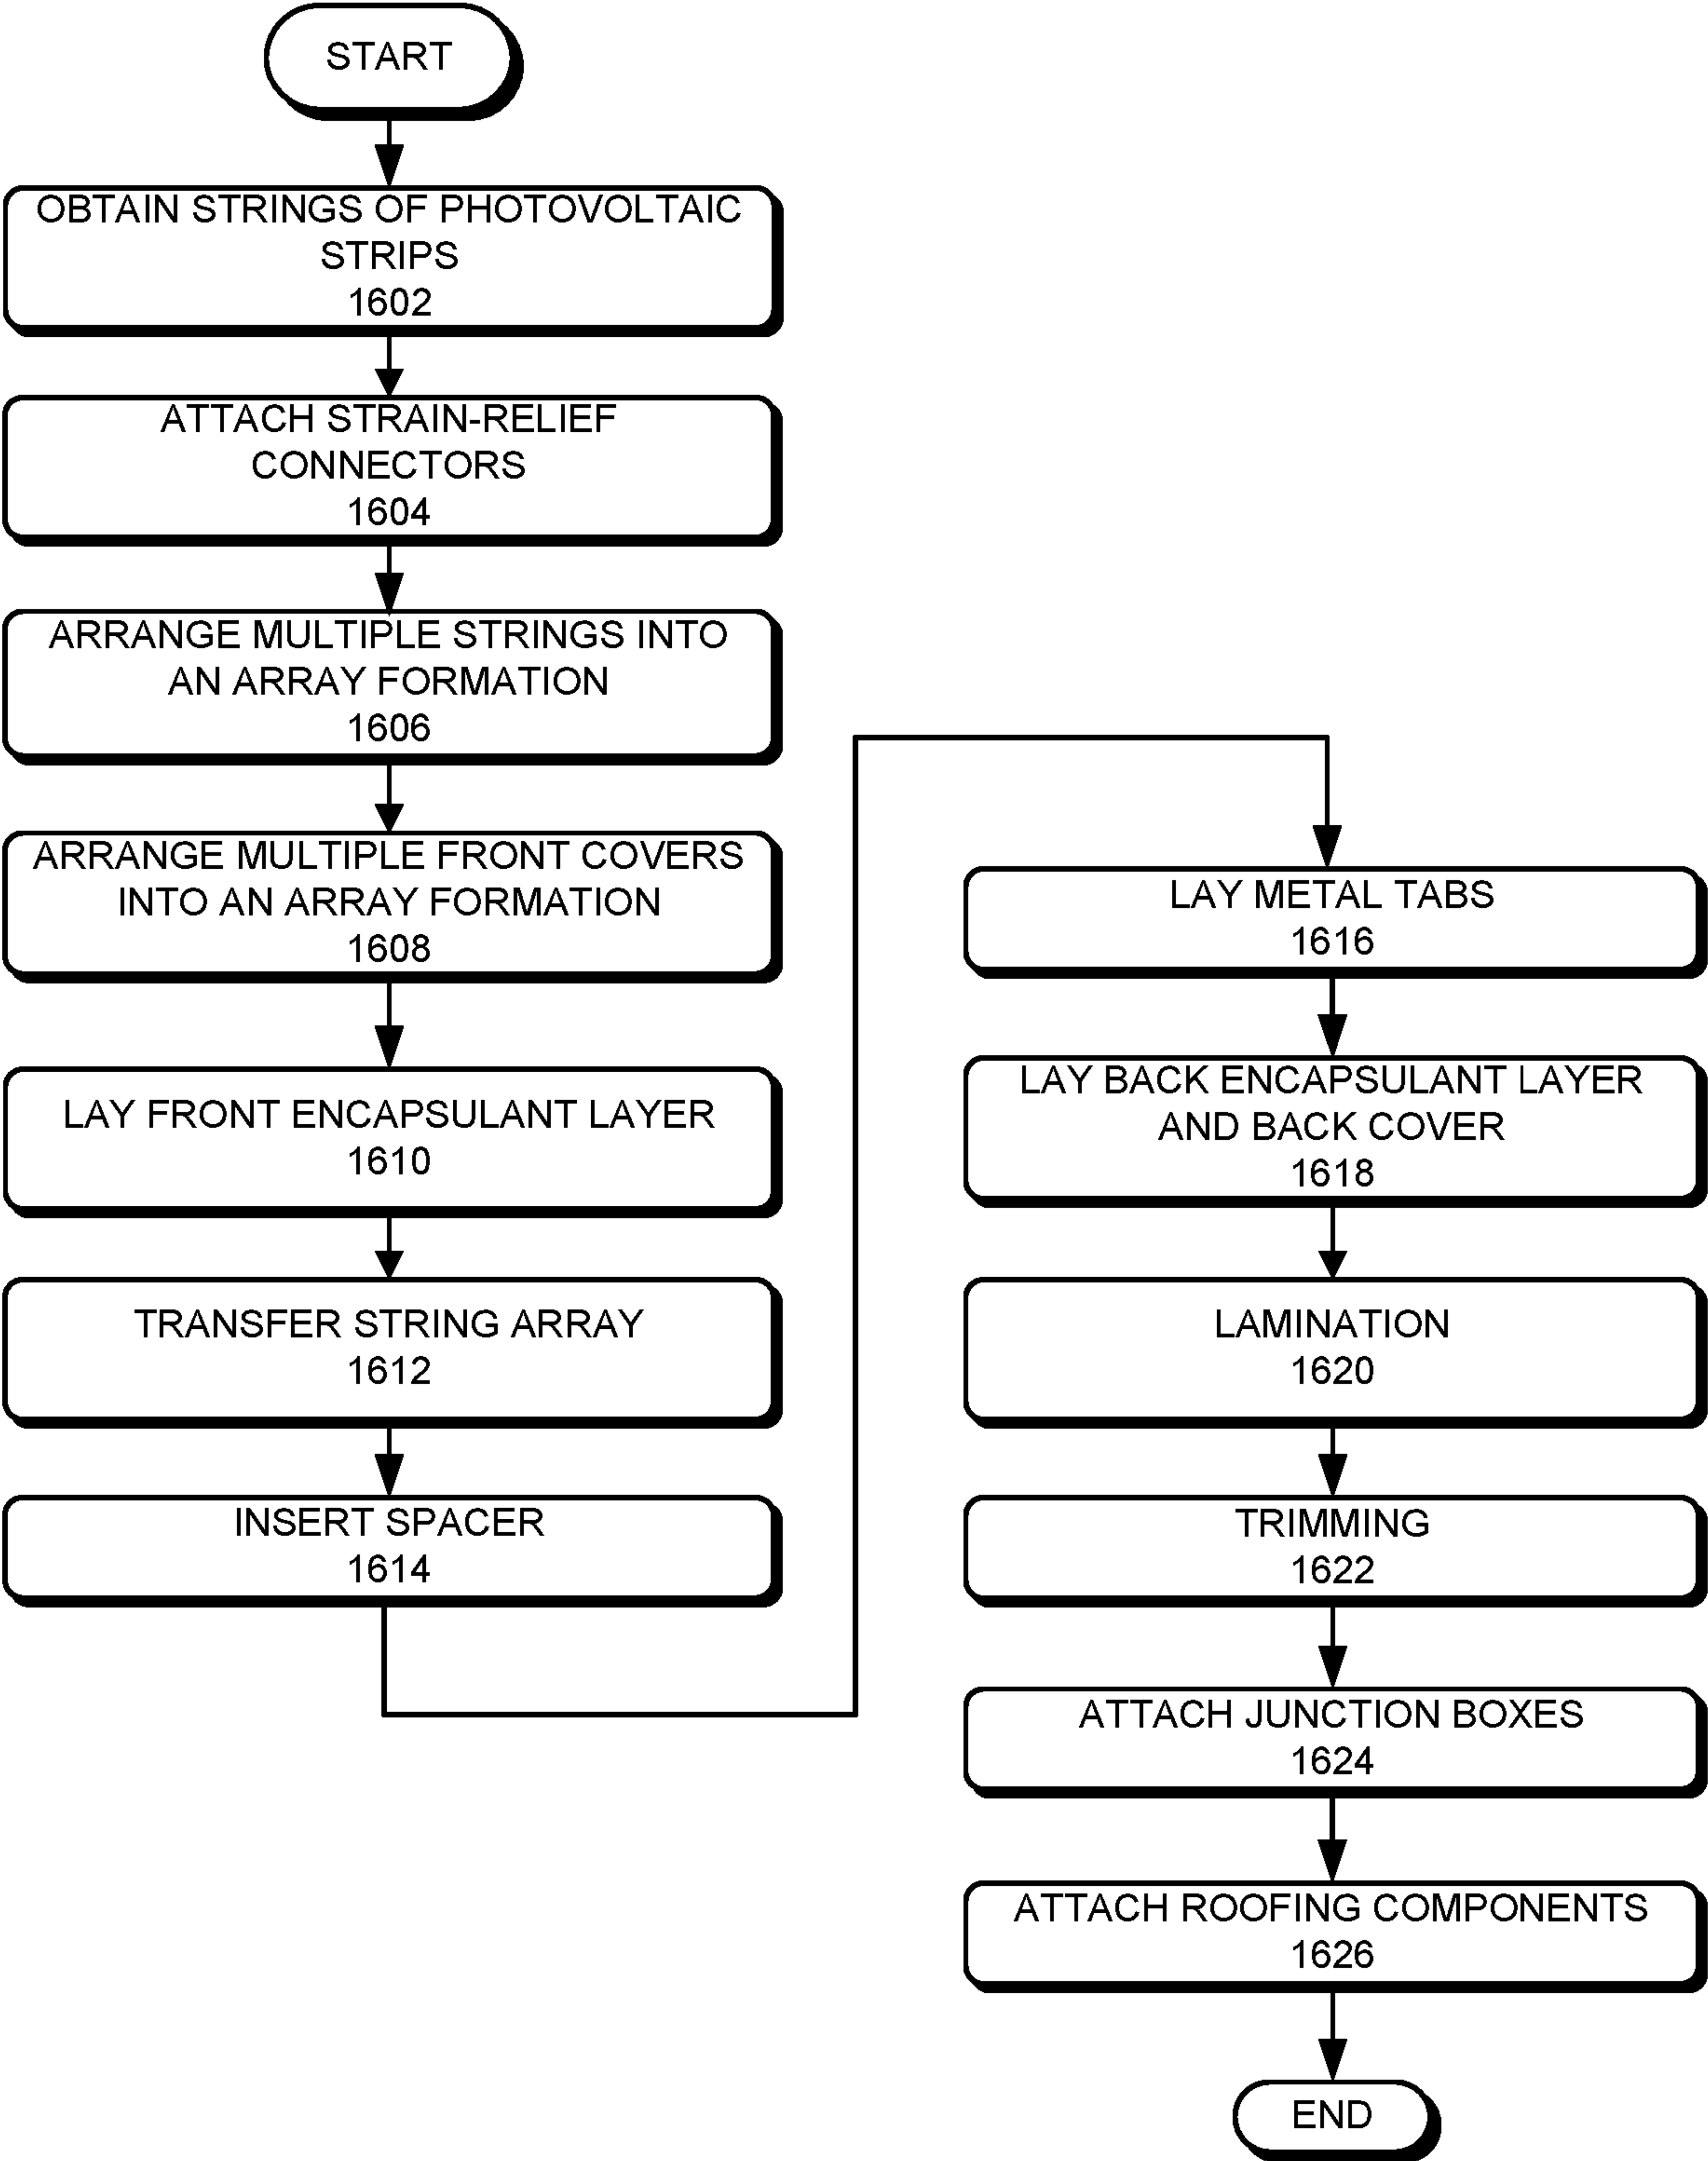 START
OBTAIN STRINGS OF PHOTOVOLTAIC
STRIPS
1602
ATTACH STRAIN-RELIEF
CONNECTORS
1604
ARRANGE MULTIPLE STRINGS INTO
AN ARRAY FORMATION
1606
ARRANGE MULTIPLE FRONT COVERS
INTO AN ARRAY FORMATION
1608
LAY FRONT ENCAPSULANT LAYER
1610
TRANSFER STRING ARRAY
1612
INSERT SPACER
1614
LAY METAL TABS
1616
LAY BACK ENCAPSULANT LAYER
AND BACK COVER
1618
LAMINATION
1620
TRIMMING
1622
ATTACH JUNCTION BOXES
1624
ATTACH ROOFING COMPONENTS
1626
END